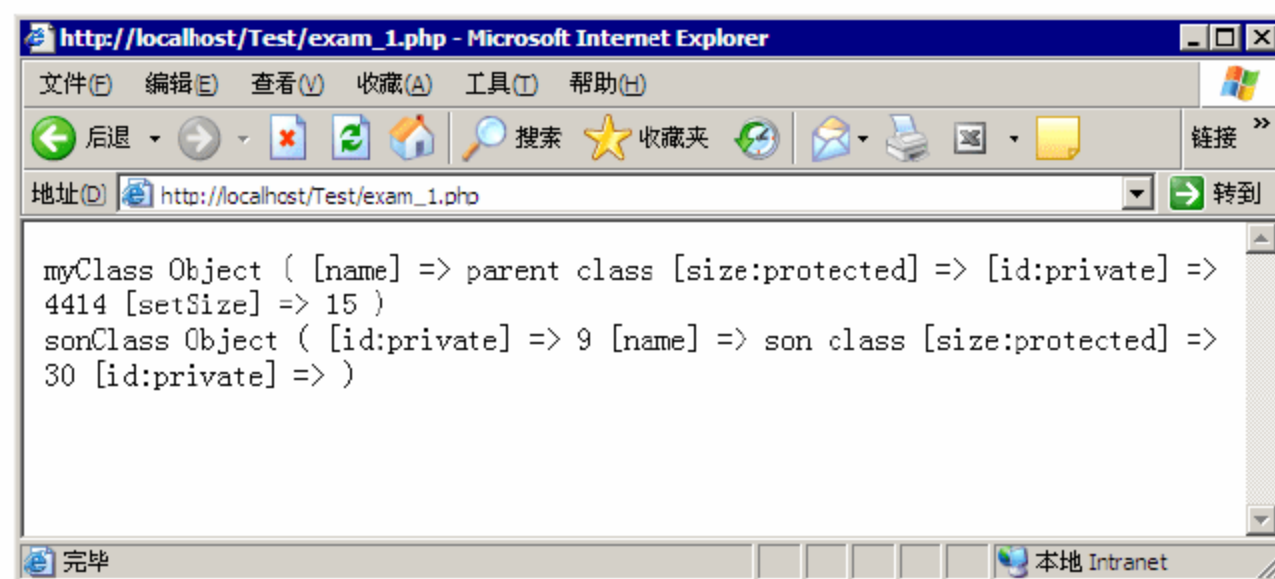 http://localhost/Test/exam_1.php - Microsoft Internet Explorer
文件(F) 编辑(E) 查看(V) 收藏(A) 工具(T) 帮助(H)
后退 搜索 收藏夹 链接 »
地址(D) http://localhost/Test/exam_1.php 转到
myClass Object ( [name] => parent class [size:protected] => [id:private] =>
4414 [setSize] => 15 )
sonClass Object ( [id:private] => 9 [name] => son class [size:protected] =>
30 [id:private] => )
完毕 本地 Intranet